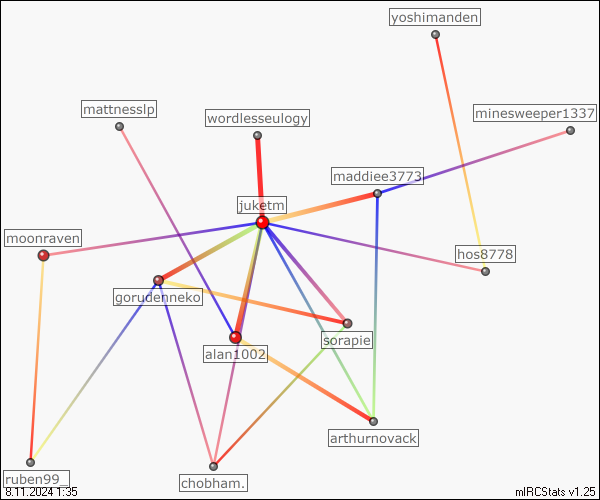 yoshimanden
mattnesslp
wordlesseulogy
minesweeper1337
maddiee3773
juketm
moonraven
hos8778
gorudenneko
sorapie
alan1002
arthurnovack
ruben99_
chobham.
8.11.2024 1:35
mIRCStats v1.25